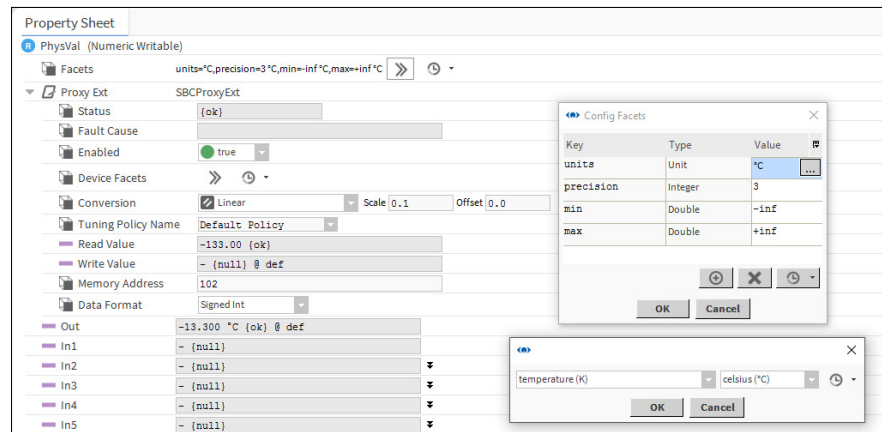 Property Sheet
R PhysVal (Numeric Writable)
Facets units=°C,precision=3 °C,min=-inf °C,max=+inf °C
Proxy Ext SBCProxyExt
Status {ok}
Fault Cause
Enabled true
Device Facets
Conversion Linear Scale 0.1 Offset 0.0
Tuning Policy Name Default Policy
Read Value -133.00 {ok}
Write Value - {null} @ def
Memory Address 102
Data Format Signed Int
Out -13.300 °C {ok} @ def
In1 - {null}
In2 - {null}
In3 - {null}
In4 - {null}
In5 - {null}
Config Facets
Key Type Value
units Unit °C ...
precision Integer 3
min Double -inf
max Double +inf
OK Cancel
temperature (K) celsius (°C)
OK Cancel